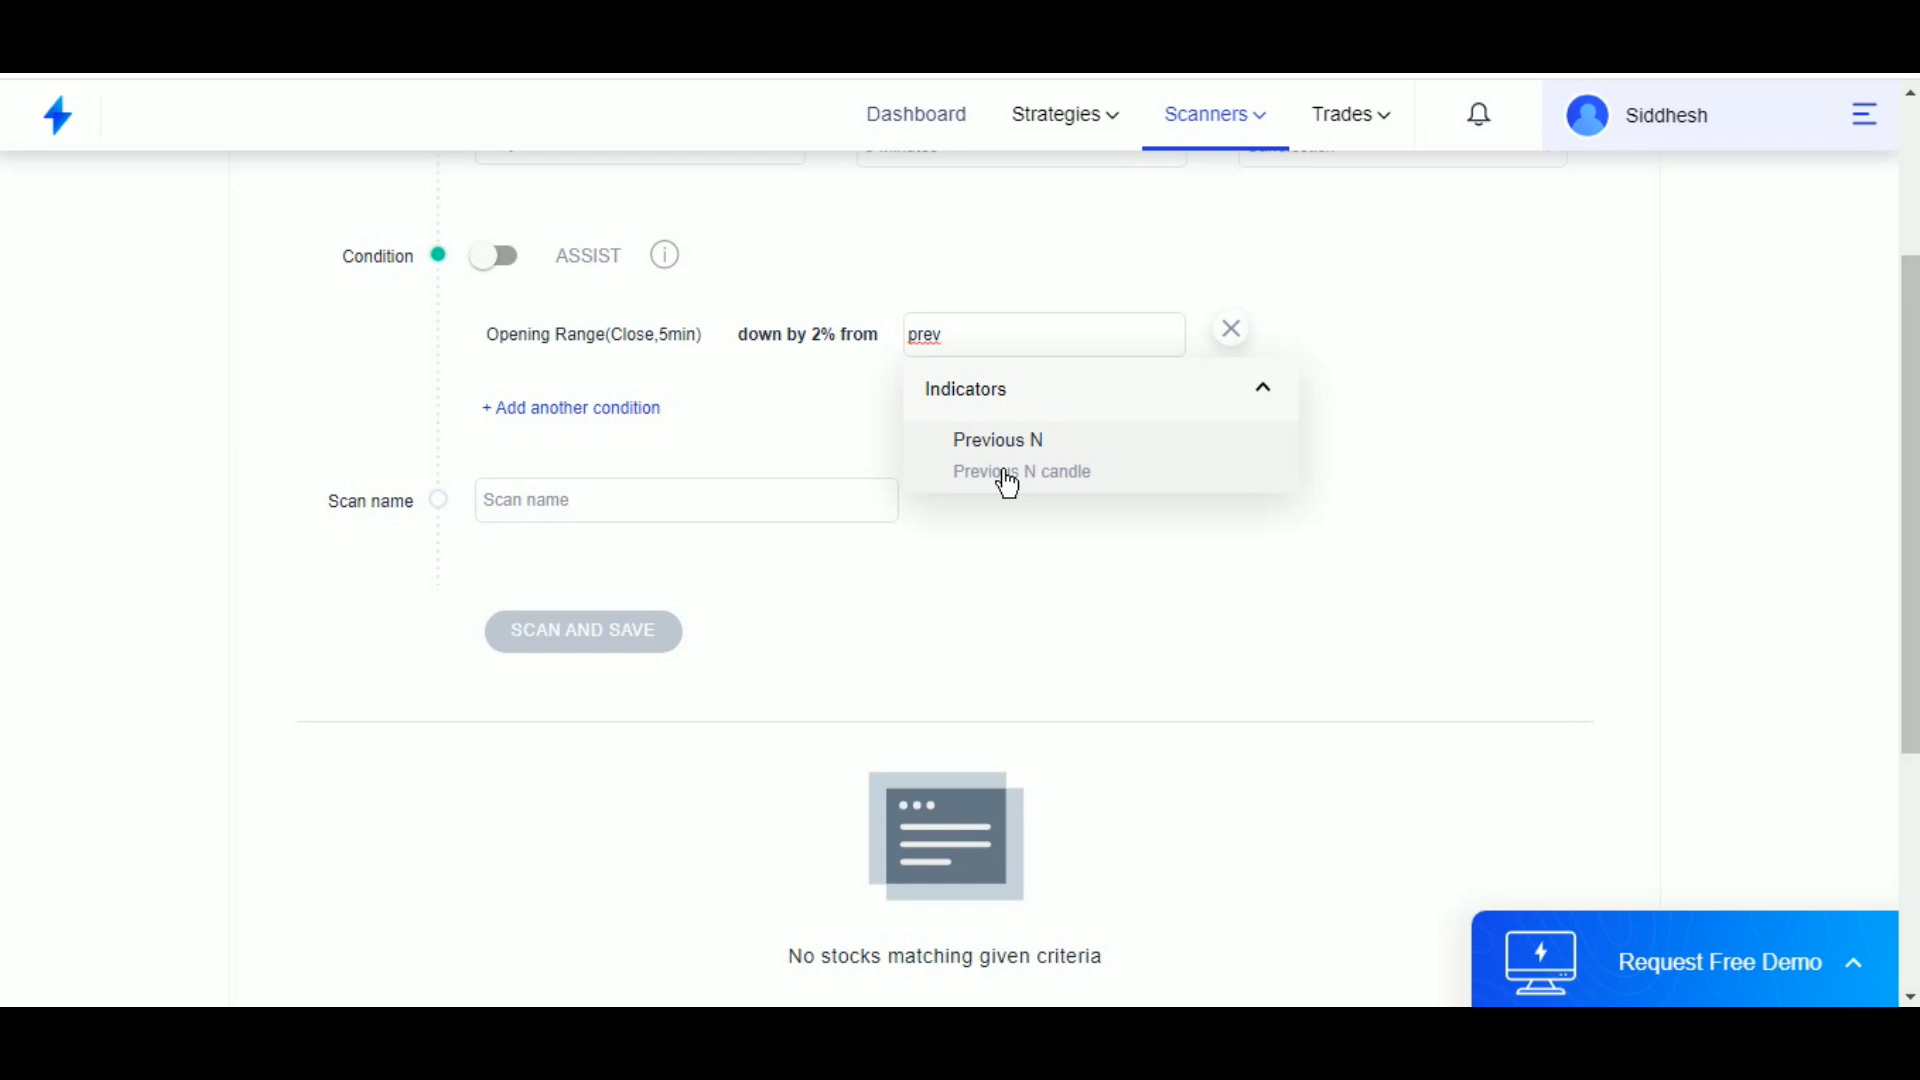 Dashboard Strategies Scanners Trades Siddhesh
Condition ASSIST
Opening Range(Close,5min) down by 2% from prev
Indicators
+ Add another condition
Previous N
Previous N candle
Scan name Scan name
SCAN AND SAVE
No stocks matching given criteria
Request Free Demo